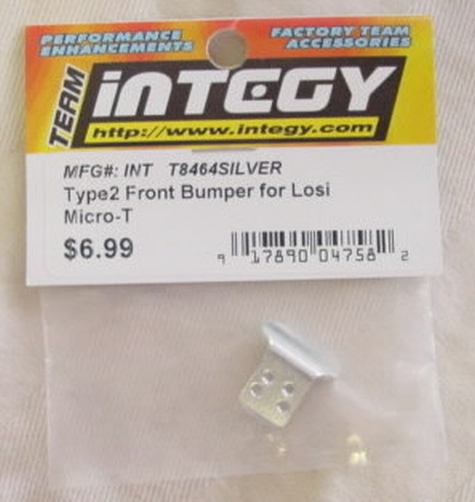 PERFORMANCE
ENHANCEMENTS
FACTORY TEAM
ACCESSORIES
TEAM
INTEGY
http://www.integy.com
MFG#: INT T8464SILVER
Type2 Front Bumper for Losi
Micro-T
$6.99
9 17890 04758 2